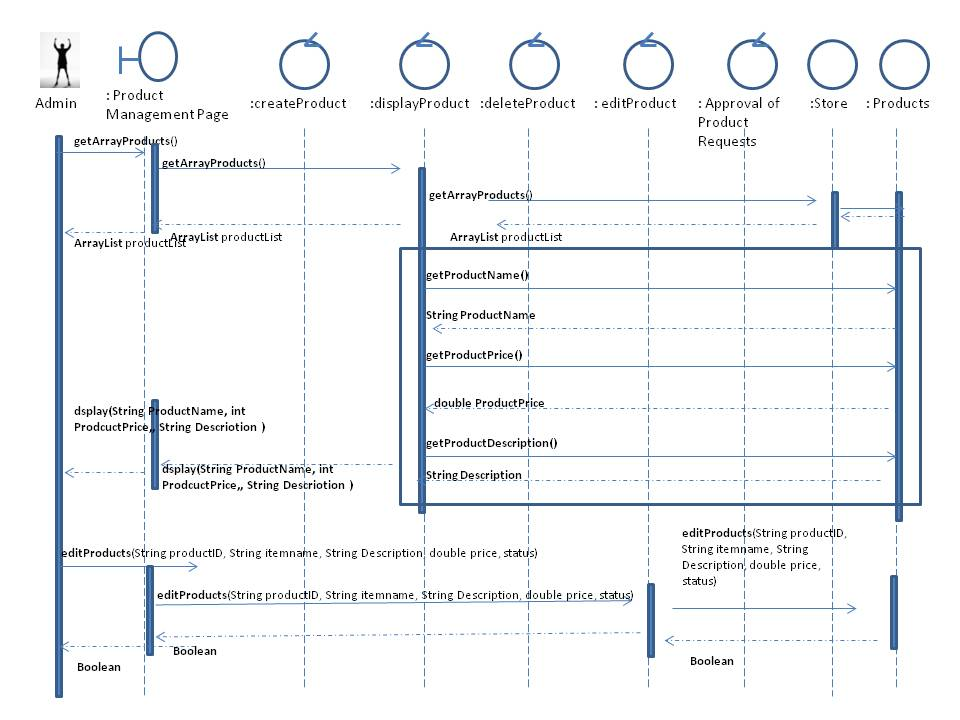 Admin
: Product
Management Page
:createProduct
:displayProduct
:deleteProduct
: editProduct
: Approval of
Product
Requests
:Store
: Products
getArrayProducts()
getArrayProducts()
getArrayProducts()
ArrayList productList
ArrayList productList
ArrayList productList
getProductName()
String ProductName
getProductPrice()
double ProductPrice
dsplay(String ProductName, int
ProdcuctPrice,, String Descriotion )
getProductDescription()
dsplay(String ProductName, int
ProdcuctPrice,, String Descriotion )
String Description
editProducts(String productID,
String itemname, String
Description, double price,
status)
editProducts(String productID, String itemname, String Description, double price, status)
editProducts(String productID, String itemname, String Description, double price, status)
Boolean
Boolean
Boolean